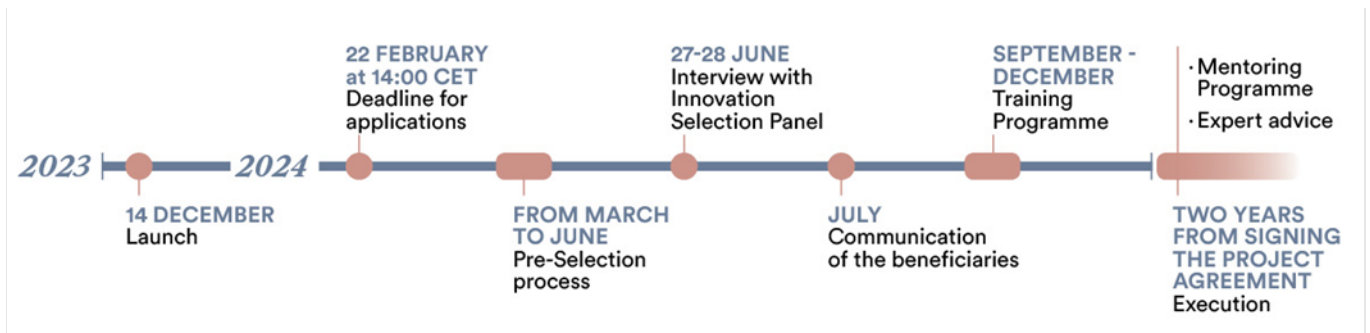 2023
14 DECEMBER
Launch
2024
22 FEBRUARY
at 14:00 CET
Deadline for
applications
FROM MARCH
TO JUNE
Pre-Selection
process
27-28 JUNE
Interview with
Innovation
Selection Panel
JULY
Communication
of the beneficiaries
SEPTEMBER -
DECEMBER
Training
Programme
· Mentoring
Programme
· Expert advice
TWO YEARS
FROM SIGNING
THE PROJECT
AGREEMENT
Execution